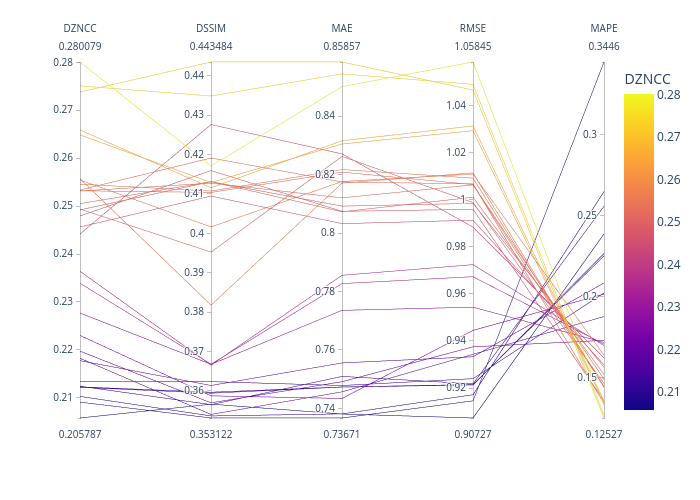 DZNCC DSSIM MAE RMSE MAPE
0.280079 0.443484 0.85857 1.05845 0.3446
DZNCC
0.28 0.27 0.26 0.25 0.24 0.23 0.22 0.21
0.44 0.43 0.42 0.41 0.4 0.39 0.38 0.37 0.36
0.84 0.82 0.8 0.78 0.76 0.74
1.04 1.02 1 0.98 0.96 0.94 0.92
0.3 0.25 0.2 0.15
0.28 0.27 0.26 0.25 0.24 0.23 0.22 0.21
0.205787 0.353122 0.73671 0.90727 0.12527